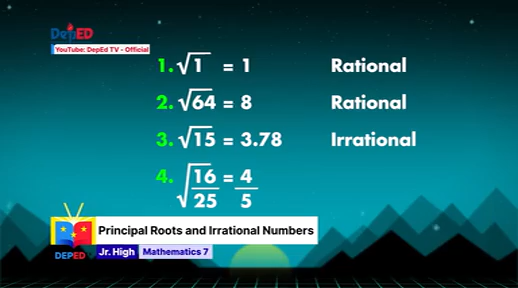 DepED
YouTube: DepEd TV - Official
1. √1 = 1 Rational
2. √64 = 8 Rational
3. √15 = 3.78 Irrational
4. √16/25 = 4/5
Principal Roots and Irrational Numbers
DEPED Jr. High Mathematics 7